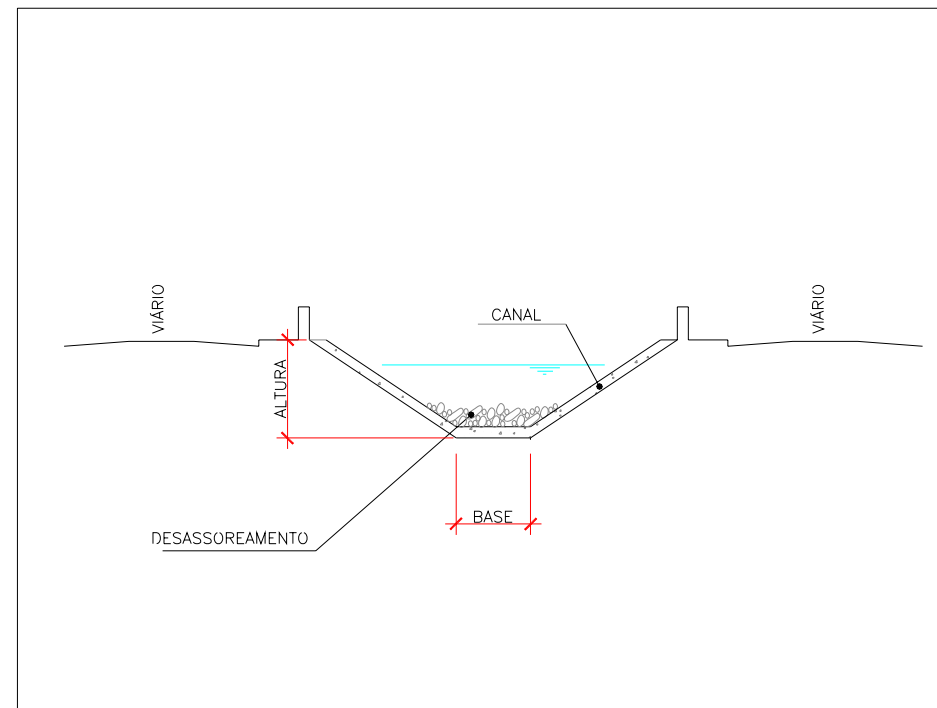 VIÁRIO
VIÁRIO
CANAL
ALTURA
BASE
DESASSOREAMENTO